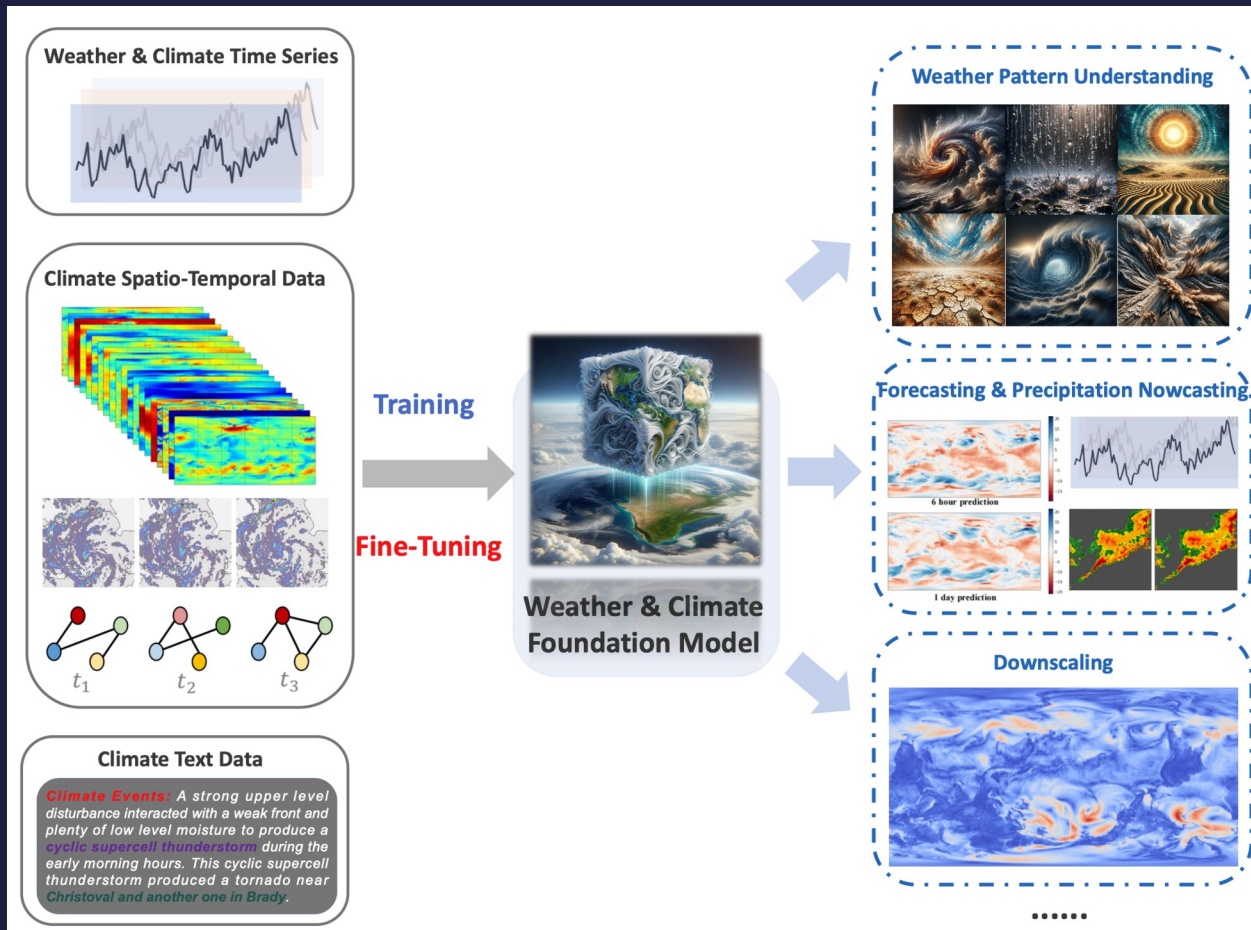 Weather & Climate Time Series
Climate Spatio-Temporal Data
t1
t2
t3
Climate Text Data
Climate Events: A strong upper level
disturbance interacted with a weak front and
plenty of low level moisture to produce a
cyclic supercell thunderstorm during the
early morning hours. This cyclic supercell
thunderstorm produced a tornado near
Christoval and another one in Brady.
Training
Fine-Tuning
Weather & Climate
Foundation Model
Weather Pattern Understanding
Forecasting & Precipitation Nowcasting
6 hour prediction
1 day prediction
Downscaling
......